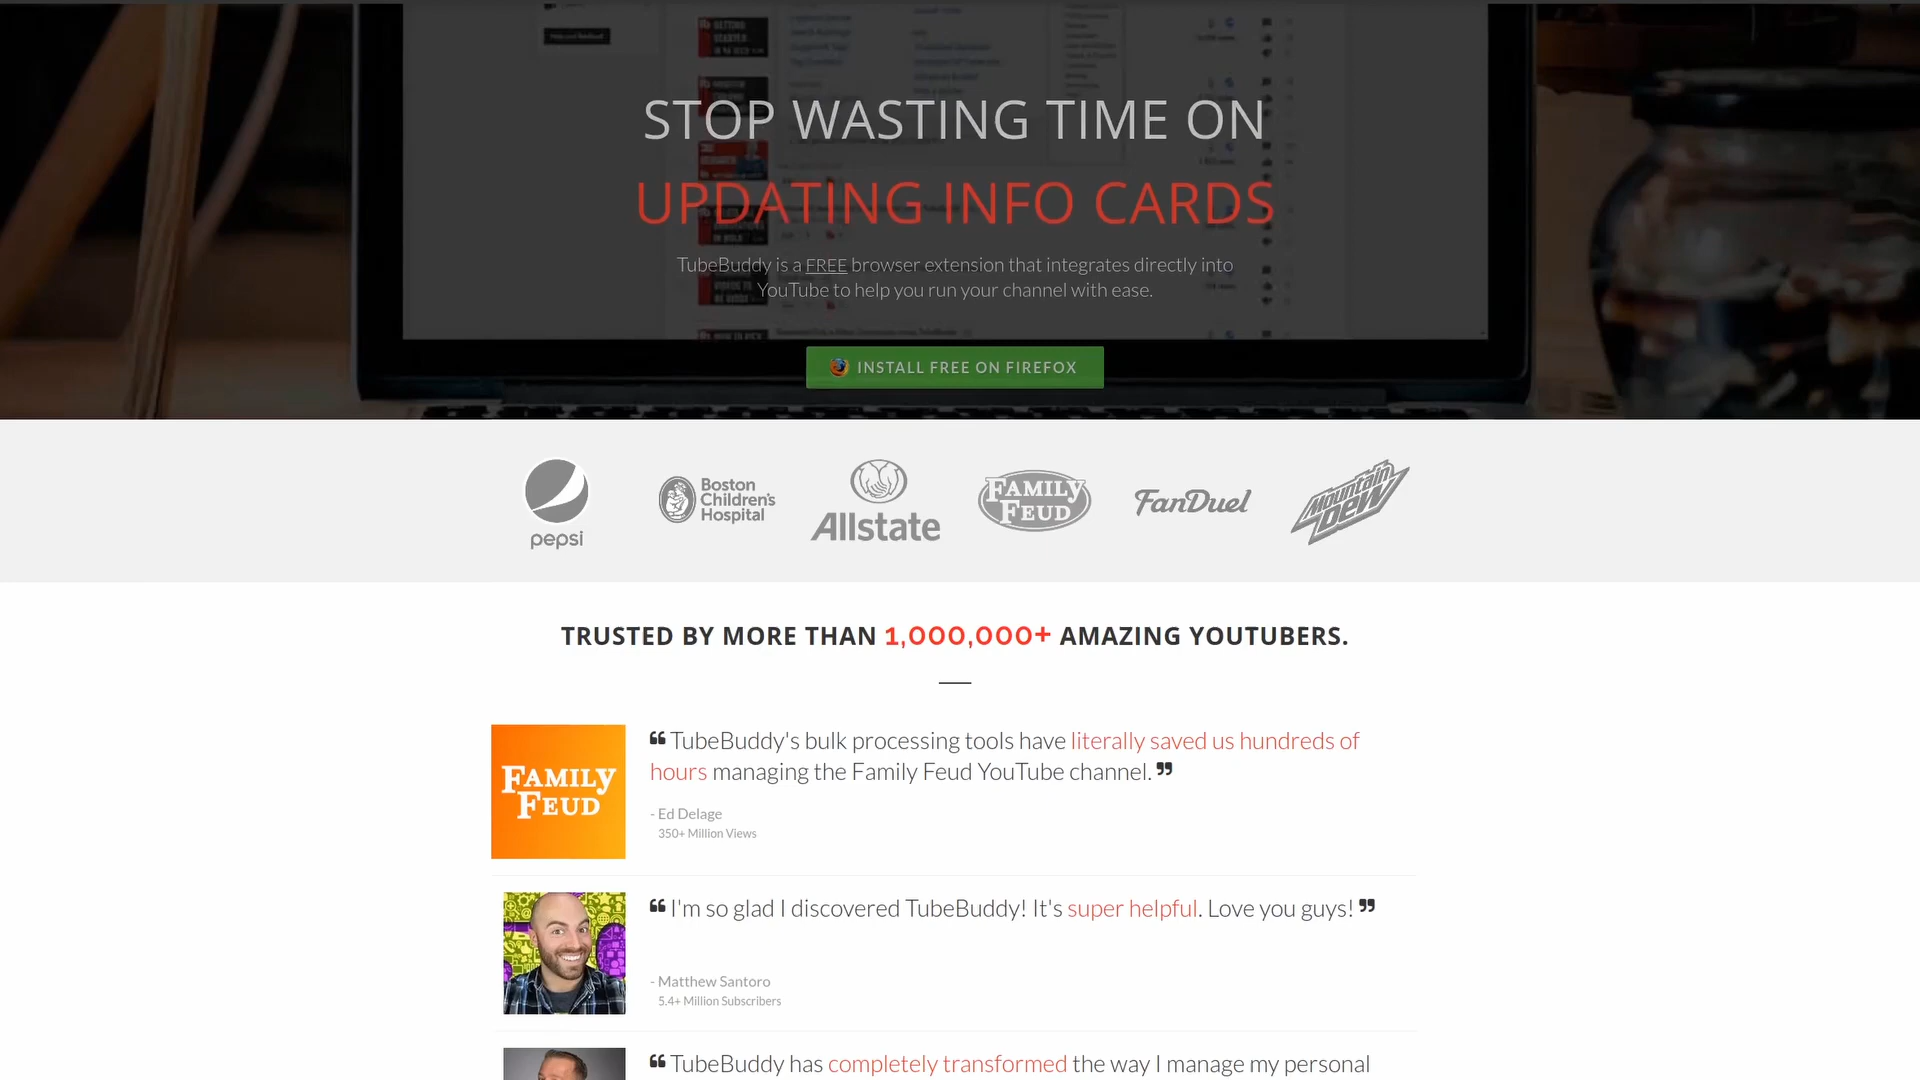 STOP WASTING TIME ON
UPDATING INFO CARDS
TubeBuddy is a FREE browser extension that integrates directly into
YouTube to help you run your channel with ease.
INSTALL FREE ON FIREFOX
pepsi
Boston
Children's
Hospital
Allstate
FAMILY
FEUD
FanDuel
Mountain
Dew
TRUSTED BY MORE THAN 1,000,000+ AMAZING YOUTUBERS.
FAMILY
FEUD
❝ TubeBuddy's bulk processing tools have literally saved us hundreds of
hours managing the Family Feud YouTube channel. ❞
- Ed Delage
350+ Million Views
❝ I'm so glad I discovered TubeBuddy! It's super helpful. Love you guys! ❞
- Matthew Santoro
5.4+ Million Subscribers
❝ TubeBuddy has completely transformed the way I manage my personal